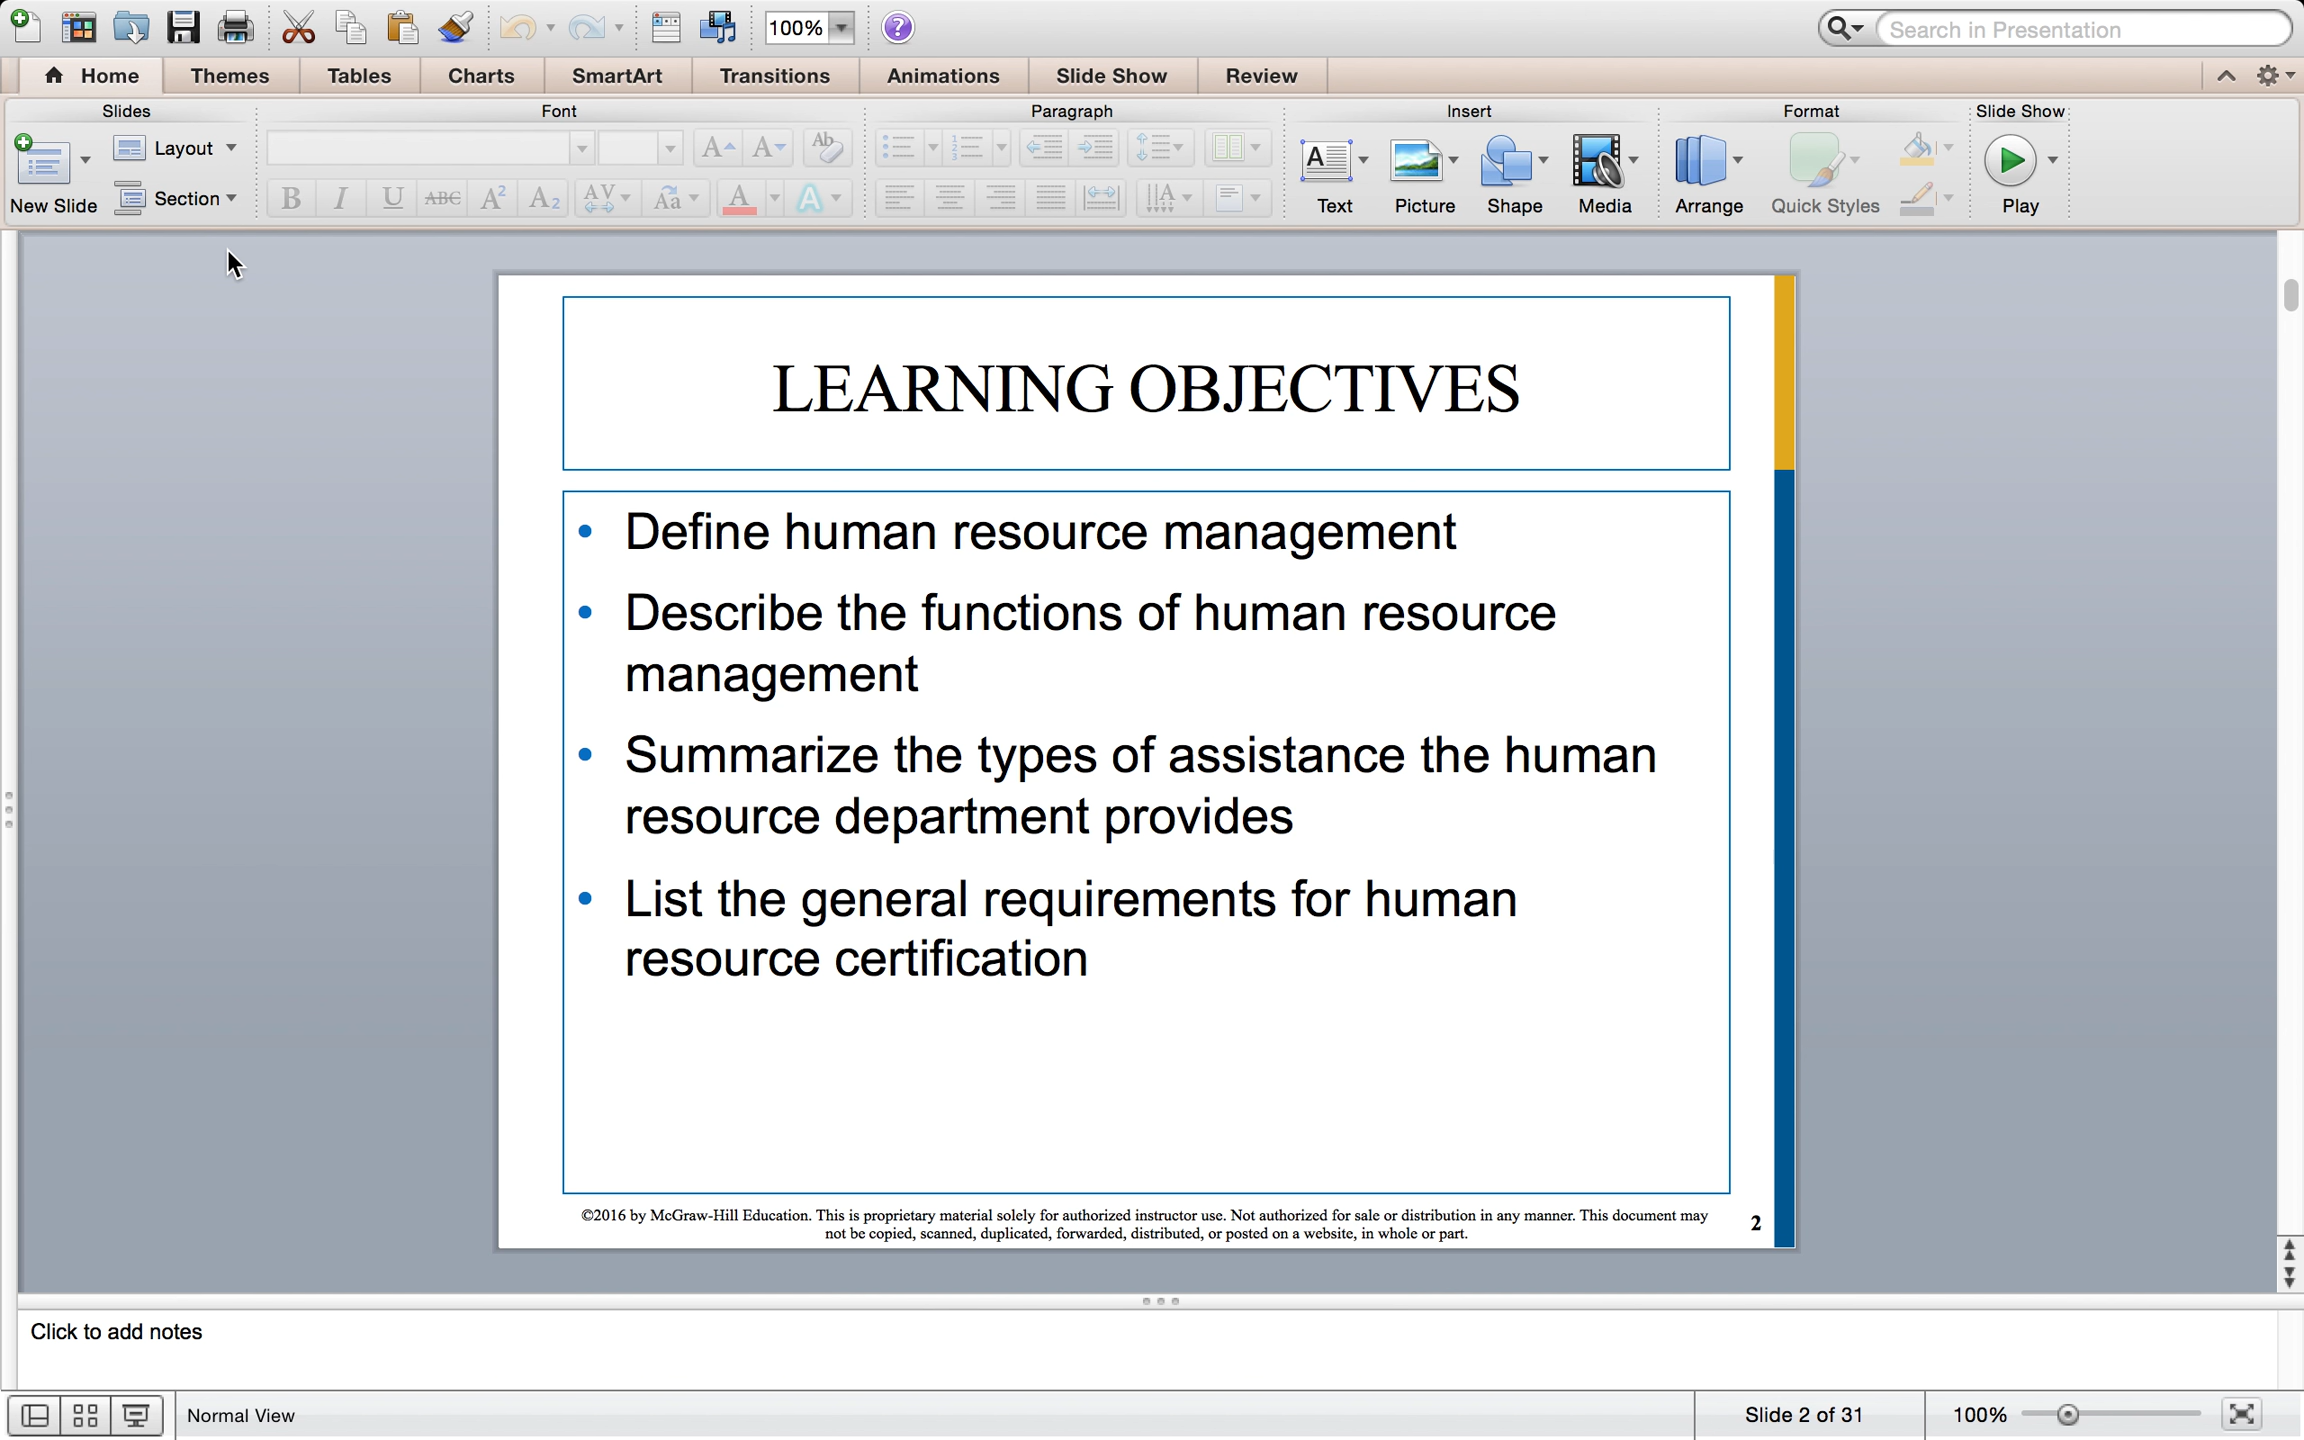 100%
Search in Presentation
Home Themes Tables Charts SmartArt Transitions Animations Slide Show Review
Slides Font Paragraph Insert Format Slide Show
Layout
New Slide Section
Text Picture Shape Media Arrange Quick Styles Play
LEARNING OBJECTIVES
• Define human resource management
• Describe the functions of human resource
management
• Summarize the types of assistance the human
resource department provides
• List the general requirements for human
resource certification
©2016 by McGraw-Hill Education. This is proprietary material solely for authorized instructor use. Not authorized for sale or distribution in any manner. This document may
not be copied, scanned, duplicated, forwarded, distributed, or posted on a website, in whole or part.
2
Click to add notes
Normal View Slide 2 of 31 100%